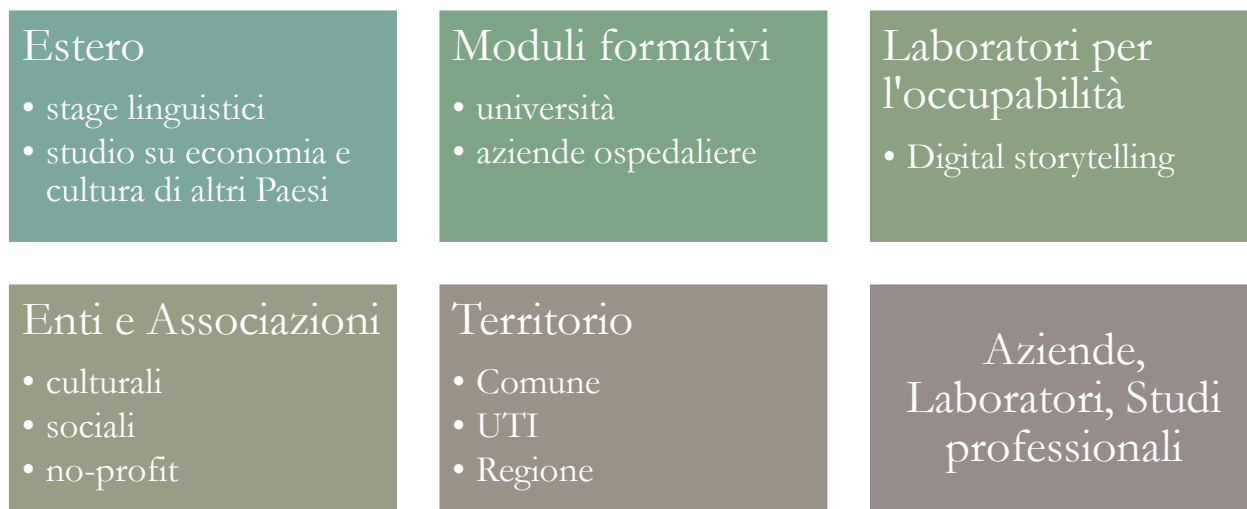 Estero
• stage linguistici
• studio su economia e
cultura di altri Paesi
Moduli formativi
• università
• aziende ospedaliere
Laboratori per
l'occupabilità
• Digital storytelling
Enti e Associazioni
• culturali
• sociali
• no-profit
Territorio
• Comune
• UTI
• Regione
Aziende,
Laboratori, Studi
professionali